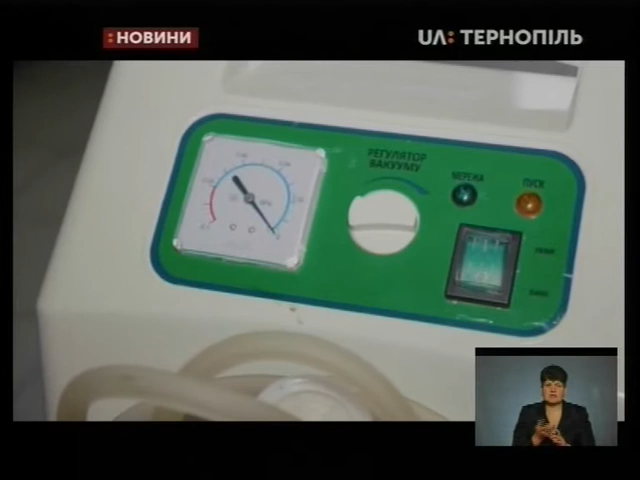 : НОВИНИ
UA: ТЕРНОПІЛЬ
РЕГУЛЯТОР
ВАКУУМУ
МЕРЕЖА
ПУСК